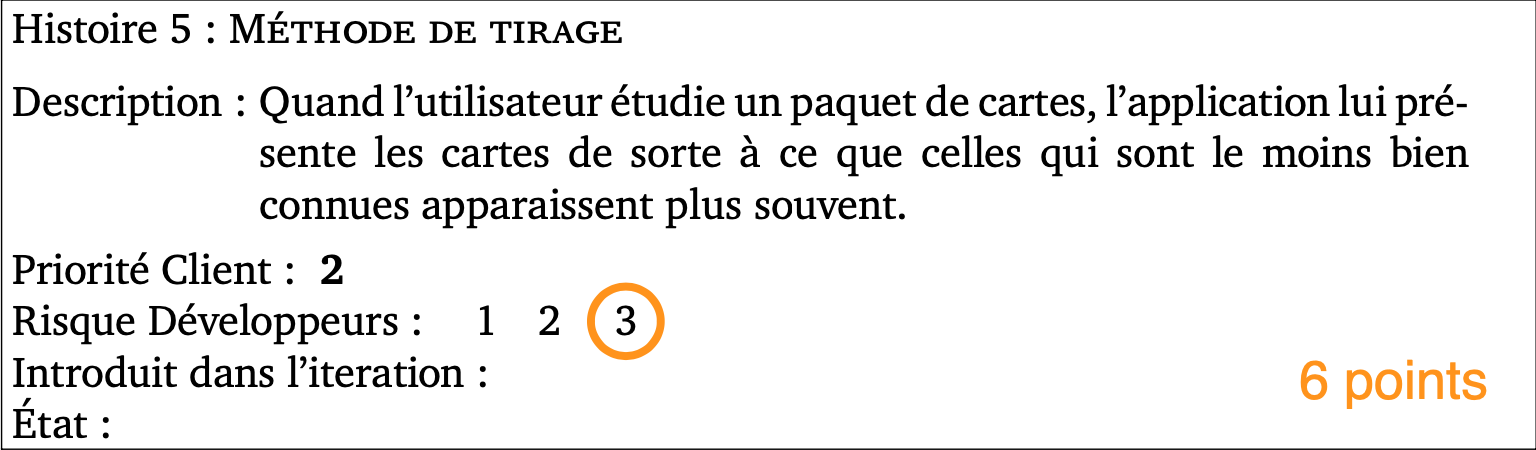 Histoire 5 : MÉTHODE DE TIRAGE
Description : Quand l’utilisateur étudie un paquet de cartes, l’application lui pré-
sente les cartes de sorte à ce que celles qui sont le moins bien
connues apparaissent plus souvent.
Priorité Client : 2
Risque Développeurs : 1 2 3
Introduit dans l’iteration :
6 points
État :